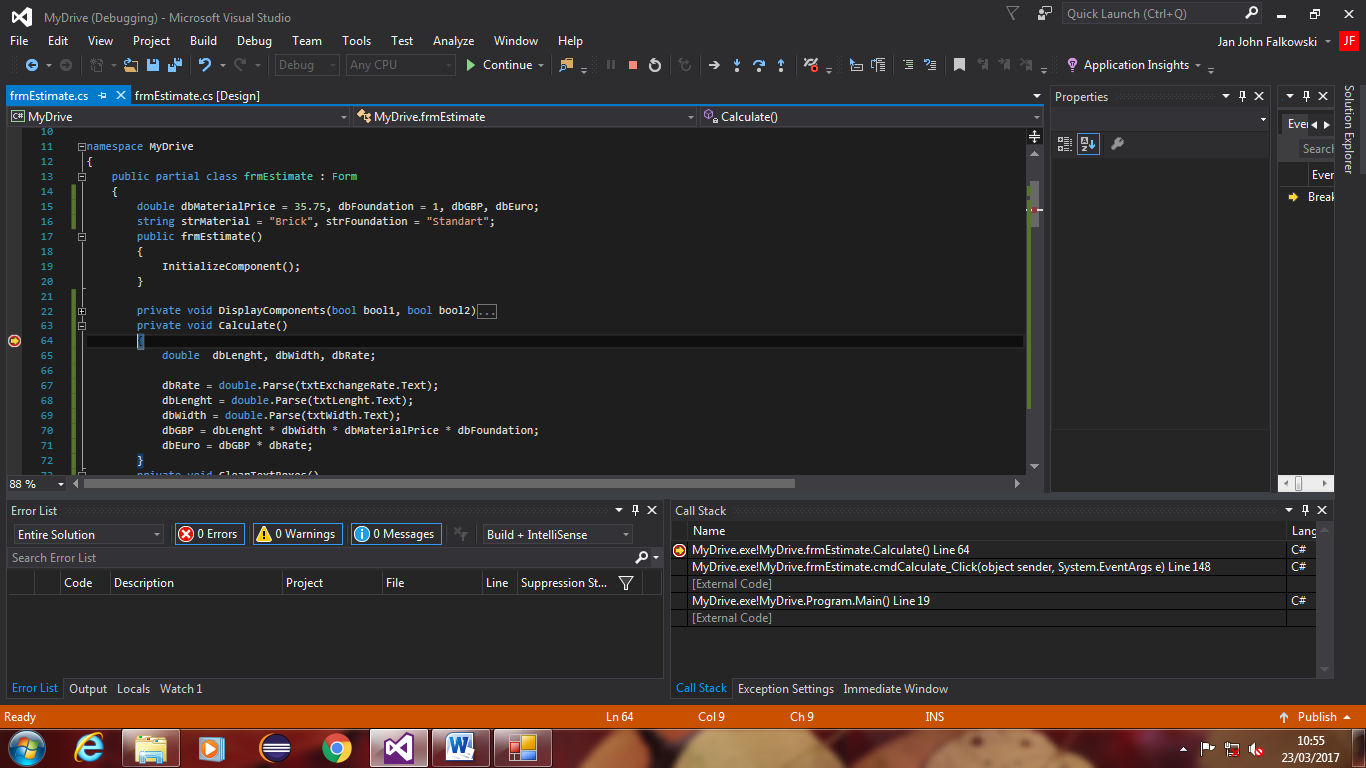 MyDrive (Debugging) - Microsoft Visual Studio
Quick Launch (Ctrl+Q)
File Edit View Project Build Debug Team Tools Test Analyze Window Help
Jan John Falkowski JF
Debug Any CPU Continue Application Insights
frmEstimate.cs frmEstimate.cs [Design]
C# MyDrive MyDrive.frmEstimate Calculate()
10
11 namespace MyDrive
12 {
13 public partial class frmEstimate : Form
14 {
15 double dbMaterialPrice = 35.75, dbFoundation = 1, dbGBP, dbEuro;
16 string strMaterial = "Brick", strFoundation = "Standart";
17 public frmEstimate()
18 {
19 InitializeComponent();
20 }
21
22 private void DisplayComponents(bool bool1, bool bool2)...
63 private void Calculate()
64 {
65 double dbLenght, dbWidth, dbRate;
66
67 dbRate = double.Parse(txtExchangeRate.Text);
68 dbLenght = double.Parse(txtLenght.Text);
69 dbWidth = double.Parse(txtWidth.Text);
70 dbGBP = dbLenght * dbWidth * dbMaterialPrice * dbFoundation;
71 dbEuro = dbGBP * dbRate;
72 }
88 %
Properties
Even
Search
Even
Break
Solution Explorer
Error List
Entire Solution 0 Errors 0 Warnings 0 Messages Build + IntelliSense
Search Error List
Code Description Project File Line Suppression St...
Error List Output Locals Watch 1
Call Stack
Name Lang
MyDrive.exe!MyDrive.frmEstimate.Calculate() Line 64 C#
MyDrive.exe!MyDrive.frmEstimate.cmdCalculate_Click(object sender, System.EventArgs e) Line 148 C#
[External Code]
MyDrive.exe!MyDrive.Program.Main() Line 19 C#
[External Code]
Call Stack Exception Settings Immediate Window
Ready Ln 64 Col 9 Ch 9 INS Publish
10:55
23/03/2017